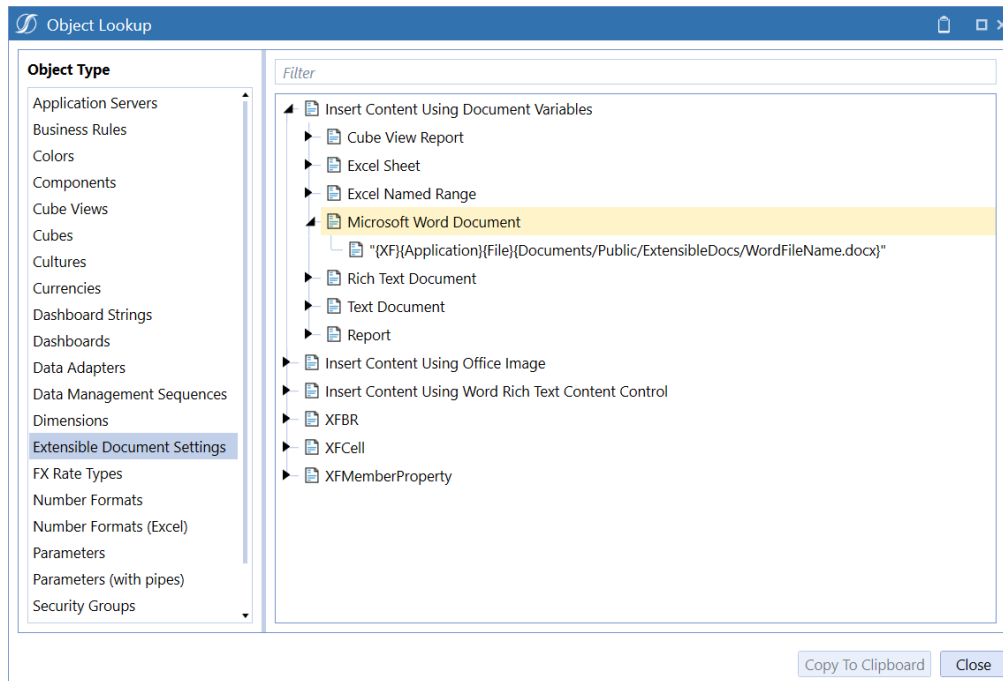 Object Lookup
Object Type
Application Servers
Business Rules
Colors
Components
Cube Views
Cubes
Cultures
Currencies
Dashboard Strings
Dashboards
Data Adapters
Data Management Sequences
Dimensions
Extensible Document Settings
FX Rate Types
Number Formats
Number Formats (Excel)
Parameters
Parameters (with pipes)
Security Groups
Filter
Insert Content Using Document Variables
Cube View Report
Excel Sheet
Excel Named Range
Microsoft Word Document
"{XF}{Application}{File}{Documents/Public/ExtensibleDocs/WordFileName.docx}"
Rich Text Document
Text Document
Report
Insert Content Using Office Image
Insert Content Using Word Rich Text Content Control
XFBR
XFCell
XFMemberProperty
Copy To Clipboard
Close